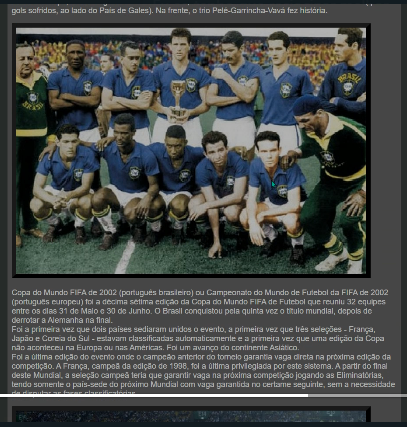 gols sofridos, ao lado do País de Gales). Na frente, o trio Pelé-Garrincha-Vavá fez história.
BRASIL
BRASIL
Copa do Mundo FIFA de 2002 (português brasileiro) ou Campeonato do Mundo de Futebol da FIFA de 2002
(português europeu) foi a décima sétima edição da Copa do Mundo FIFA de Futebol que reuniu 32 equipes
entre os dias 31 de Maio e 30 de Junho. O Brasil conquistou pela quinta vez o título mundial, depois de
derrotar a Alemanha na final.
Foi a primeira vez que dois países sediaram unidos o evento, a primeira vez que três seleções - França,
Japão e Coreia do Sul - estavam classificadas automaticamente e a primeira vez que uma edição da Copa
não aconteceu na Europa ou nas Américas. Foi um avanço do continente Asiático.
Foi a última edição do evento onde o campeão anterior do torneio garantia vaga direta na próxima edição da
competição. A França, campeã da edição de 1998, foi a última privilegiada por este sistema. A partir do final
deste Mundial, a seleção campeã teria que garantir vaga na próxima competição jogando as Eliminatórias,
tendo somente o país-sede do próximo Mundial com vaga garantida no certame seguinte, sem a necessidade
de disputar as fases classificatórias